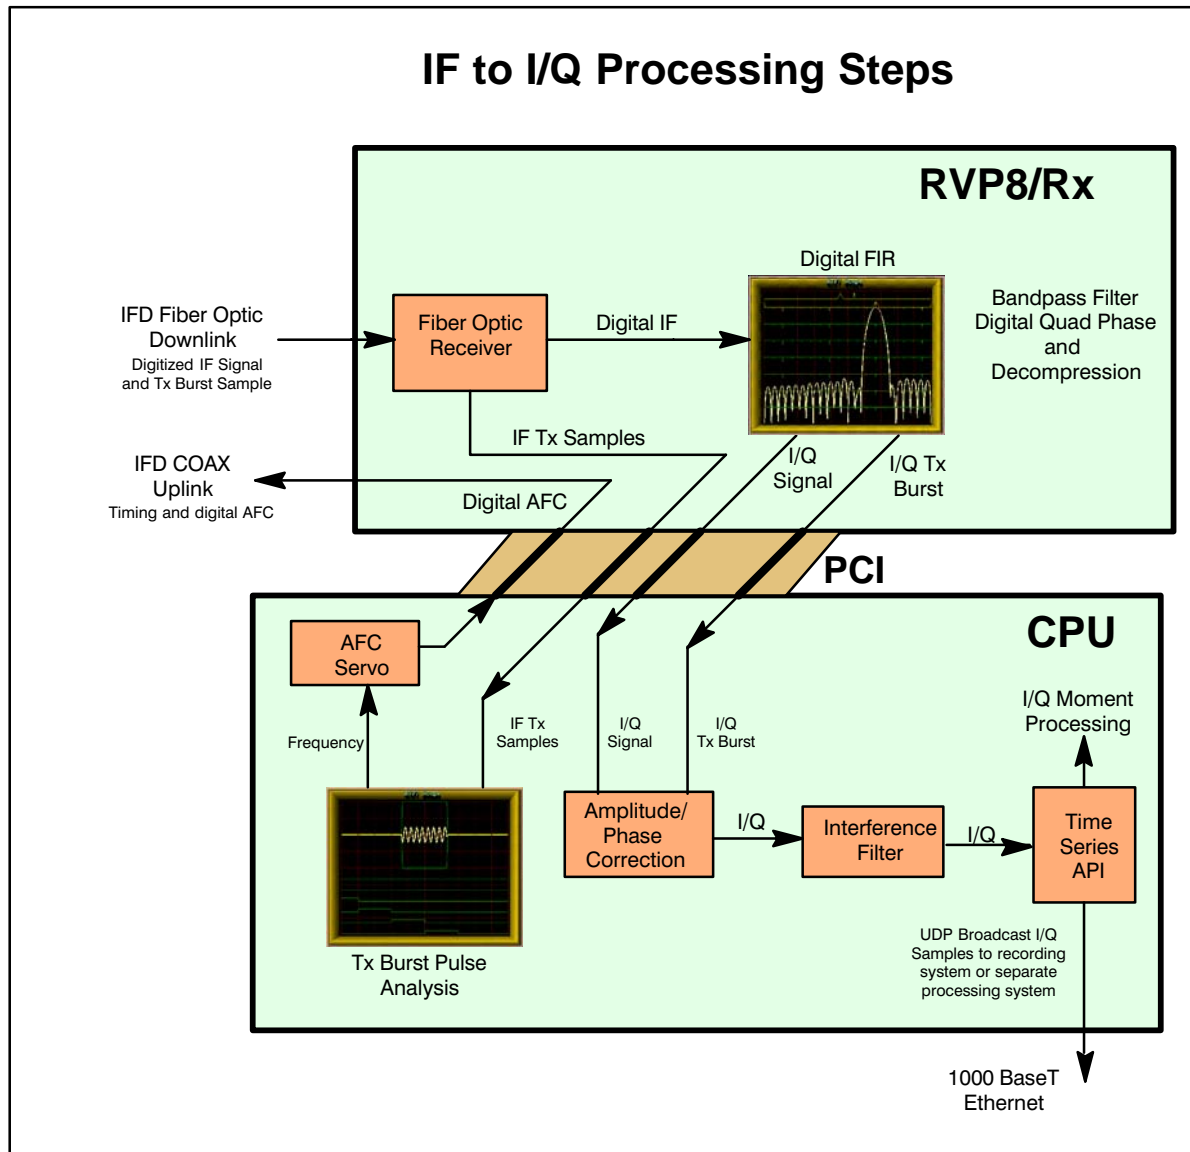 IF to I/Q Processing Steps
RVP8/Rx
Digital FIR
IFD Fiber Optic
Downlink
Digitized IF Signal
and Tx Burst Sample
Fiber Optic
Receiver
Digital IF
Bandpass Filter
Digital Quad Phase
and
Decompression
IF Tx Samples
I/Q
Signal
I/Q Tx
Burst
IFD COAX
Uplink
Timing and digital AFC
Digital AFC
PCI
CPU
AFC
Servo
Frequency
IF Tx
Samples
I/Q
Signal
I/Q
Tx Burst
I/Q Moment
Processing
Amplitude/
Phase
Correction
I/Q
Interference
Filter
I/Q
Time
Series
API
Tx Burst Pulse
Analysis
UDP Broadcast I/Q
Samples to recording
system or separate
processing system
1000 BaseT
Ethernet